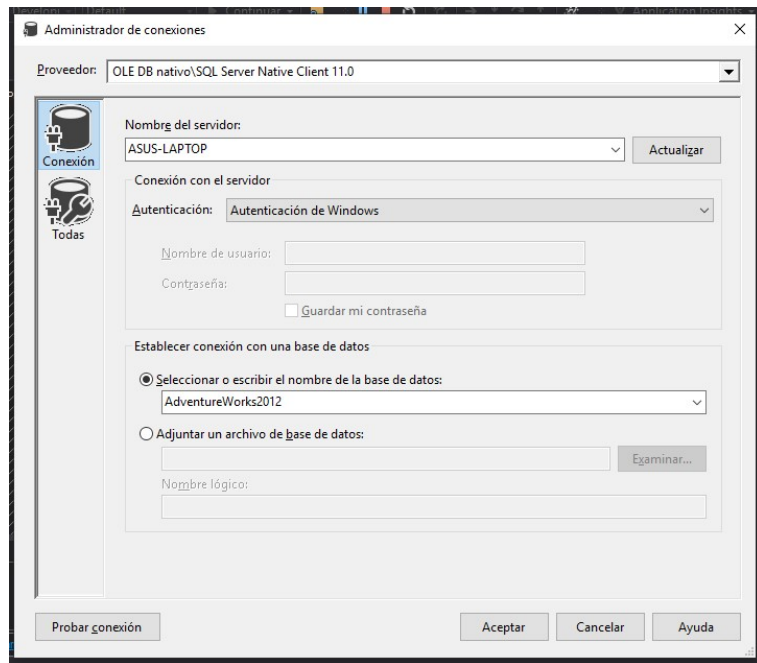 Continuar
Application Insights
Administrador de conexiones
Proveedor: OLE DB nativo\SQL Server Native Client 11.0
Conexión
Todas
Nombre del servidor:
ASUS-LAPTOP
Actualizar
Conexión con el servidor
Autenticación: Autenticación de Windows
Nombre de usuario:
Contraseña:
Guardar mi contraseña
Establecer conexión con una base de datos
Seleccionar o escribir el nombre de la base de datos:
AdventureWorks2012
Adjuntar un archivo de base de datos:
Examinar...
Nombre lógico:
Probar conexión Aceptar Cancelar Ayuda